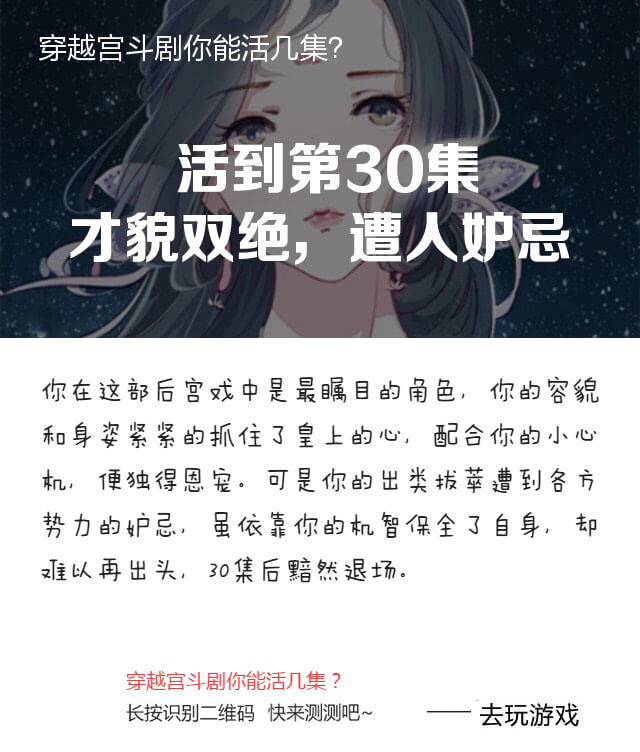 穿越宫斗剧你能活几集?
活到第30集
才貌双绝，遭人妒忌
你在这部后宫戏中是最瞩目的角色，你的容貌
和身姿紧紧的抓住了皇上的心，配合你的小心
机，便独得恩宠。可是你的出类拔萃遭到各方
势力的妒忌，虽依靠你的机智保全了自身，却
难以再出头，30集后黯然退场。
穿越宫斗剧你能活几集？
长按识别二维码 快来测测吧~
—— 去玩游戏